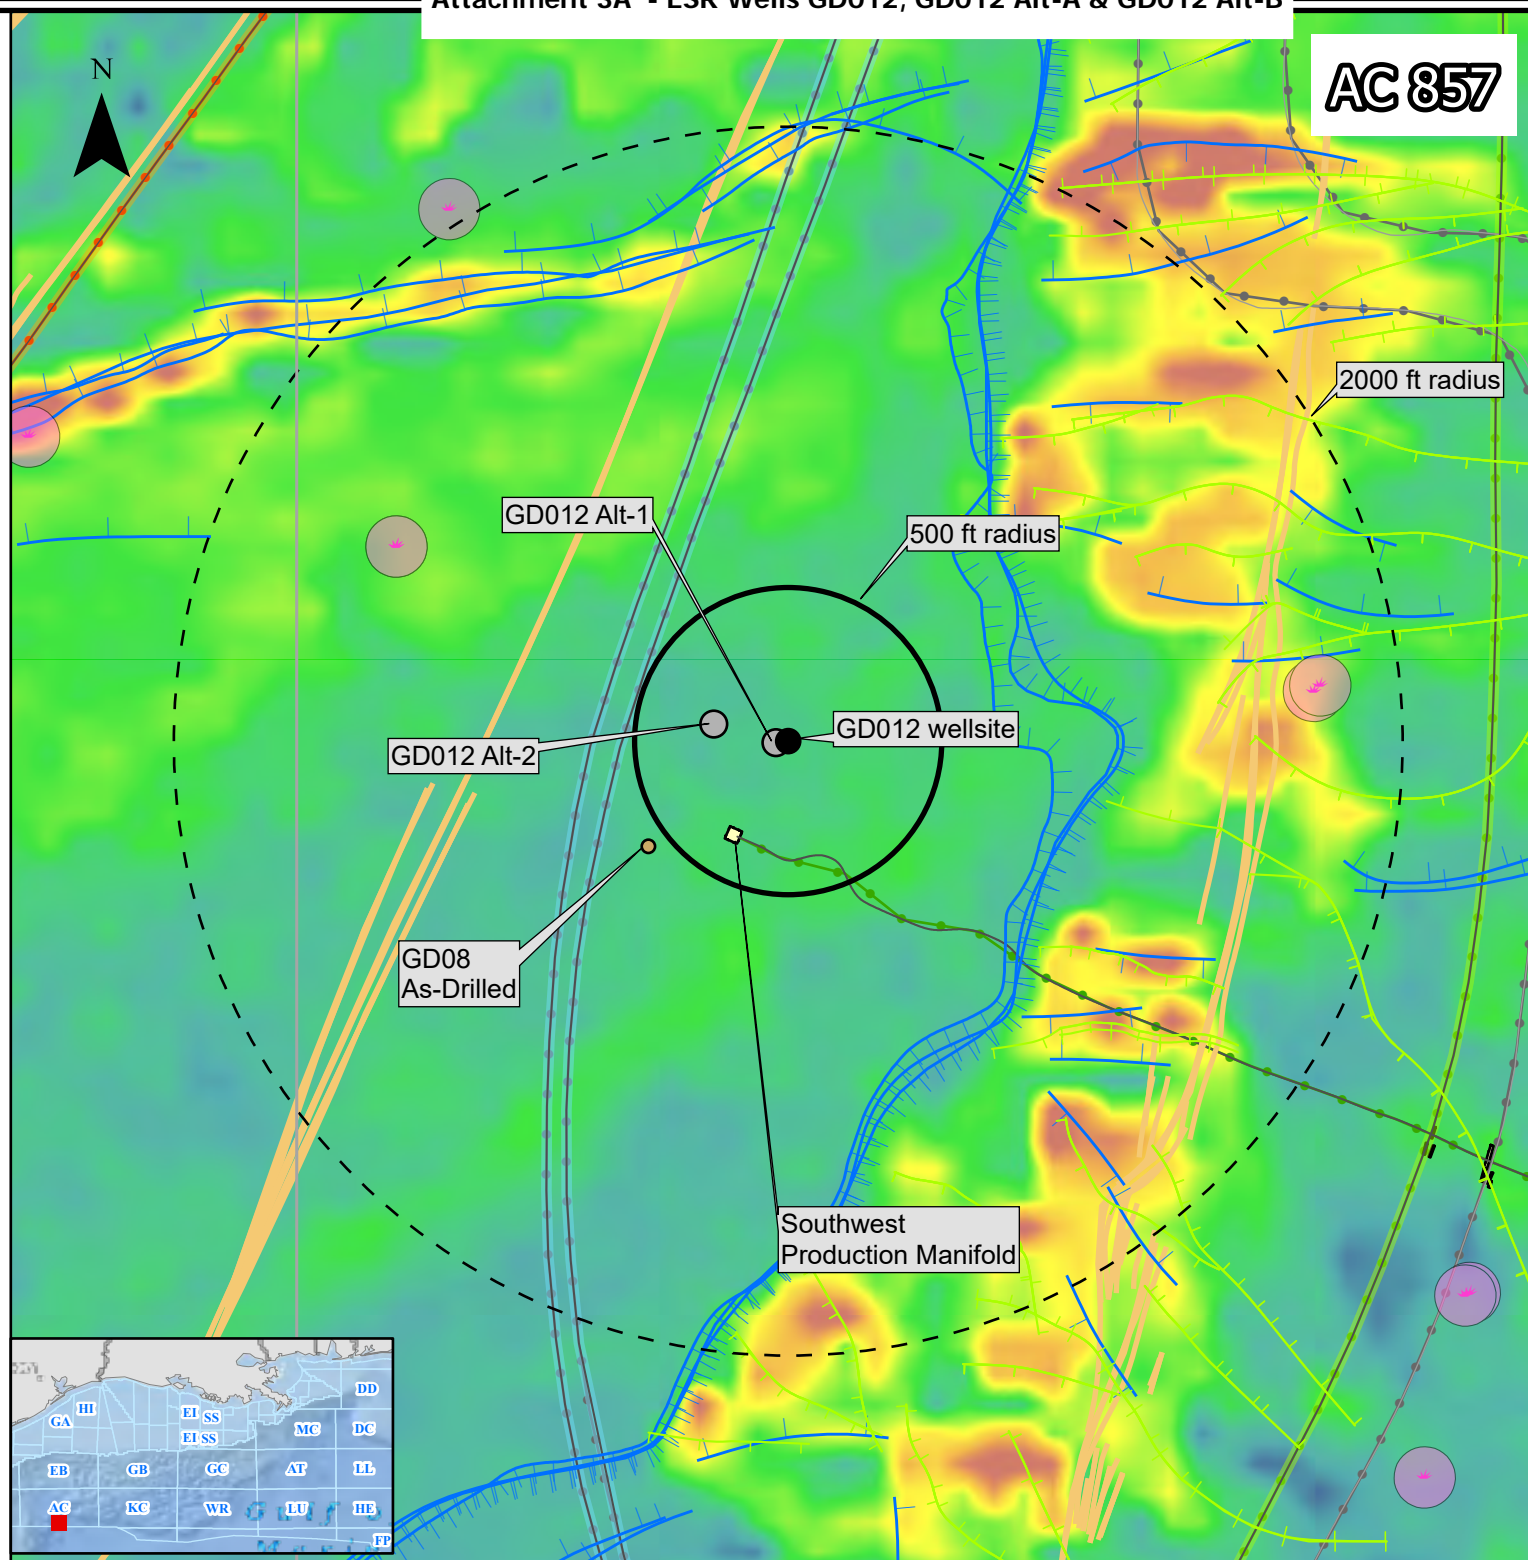 Attachment 3A - ESR Wells GD012, GD012 Alt-A & GD012 Alt-B
AC 857
N
2000 ft radius
GD012 Alt-1
500 ft radius
GD012 wellsite
GD012 Alt-2
GD08
As-Drilled
Southwest
Production Manifold
DD
HI
GA
EI
SS
MC
DC
EI
SS
EB
GB
GC
AT
LL
AC
KC
WR
LU
HE
FP